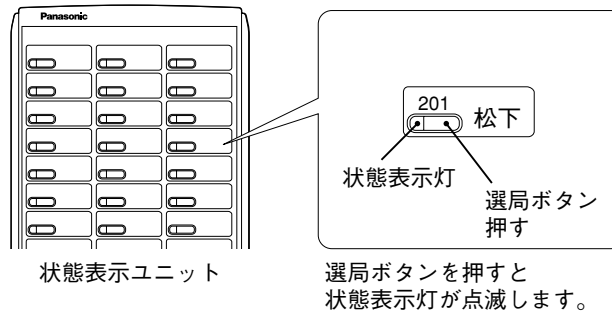 Panasonic
201
松下
状態表示灯
選局ボタン
押す
状態表示ユニット
選局ボタンを押すと
状態表示灯が点滅します。